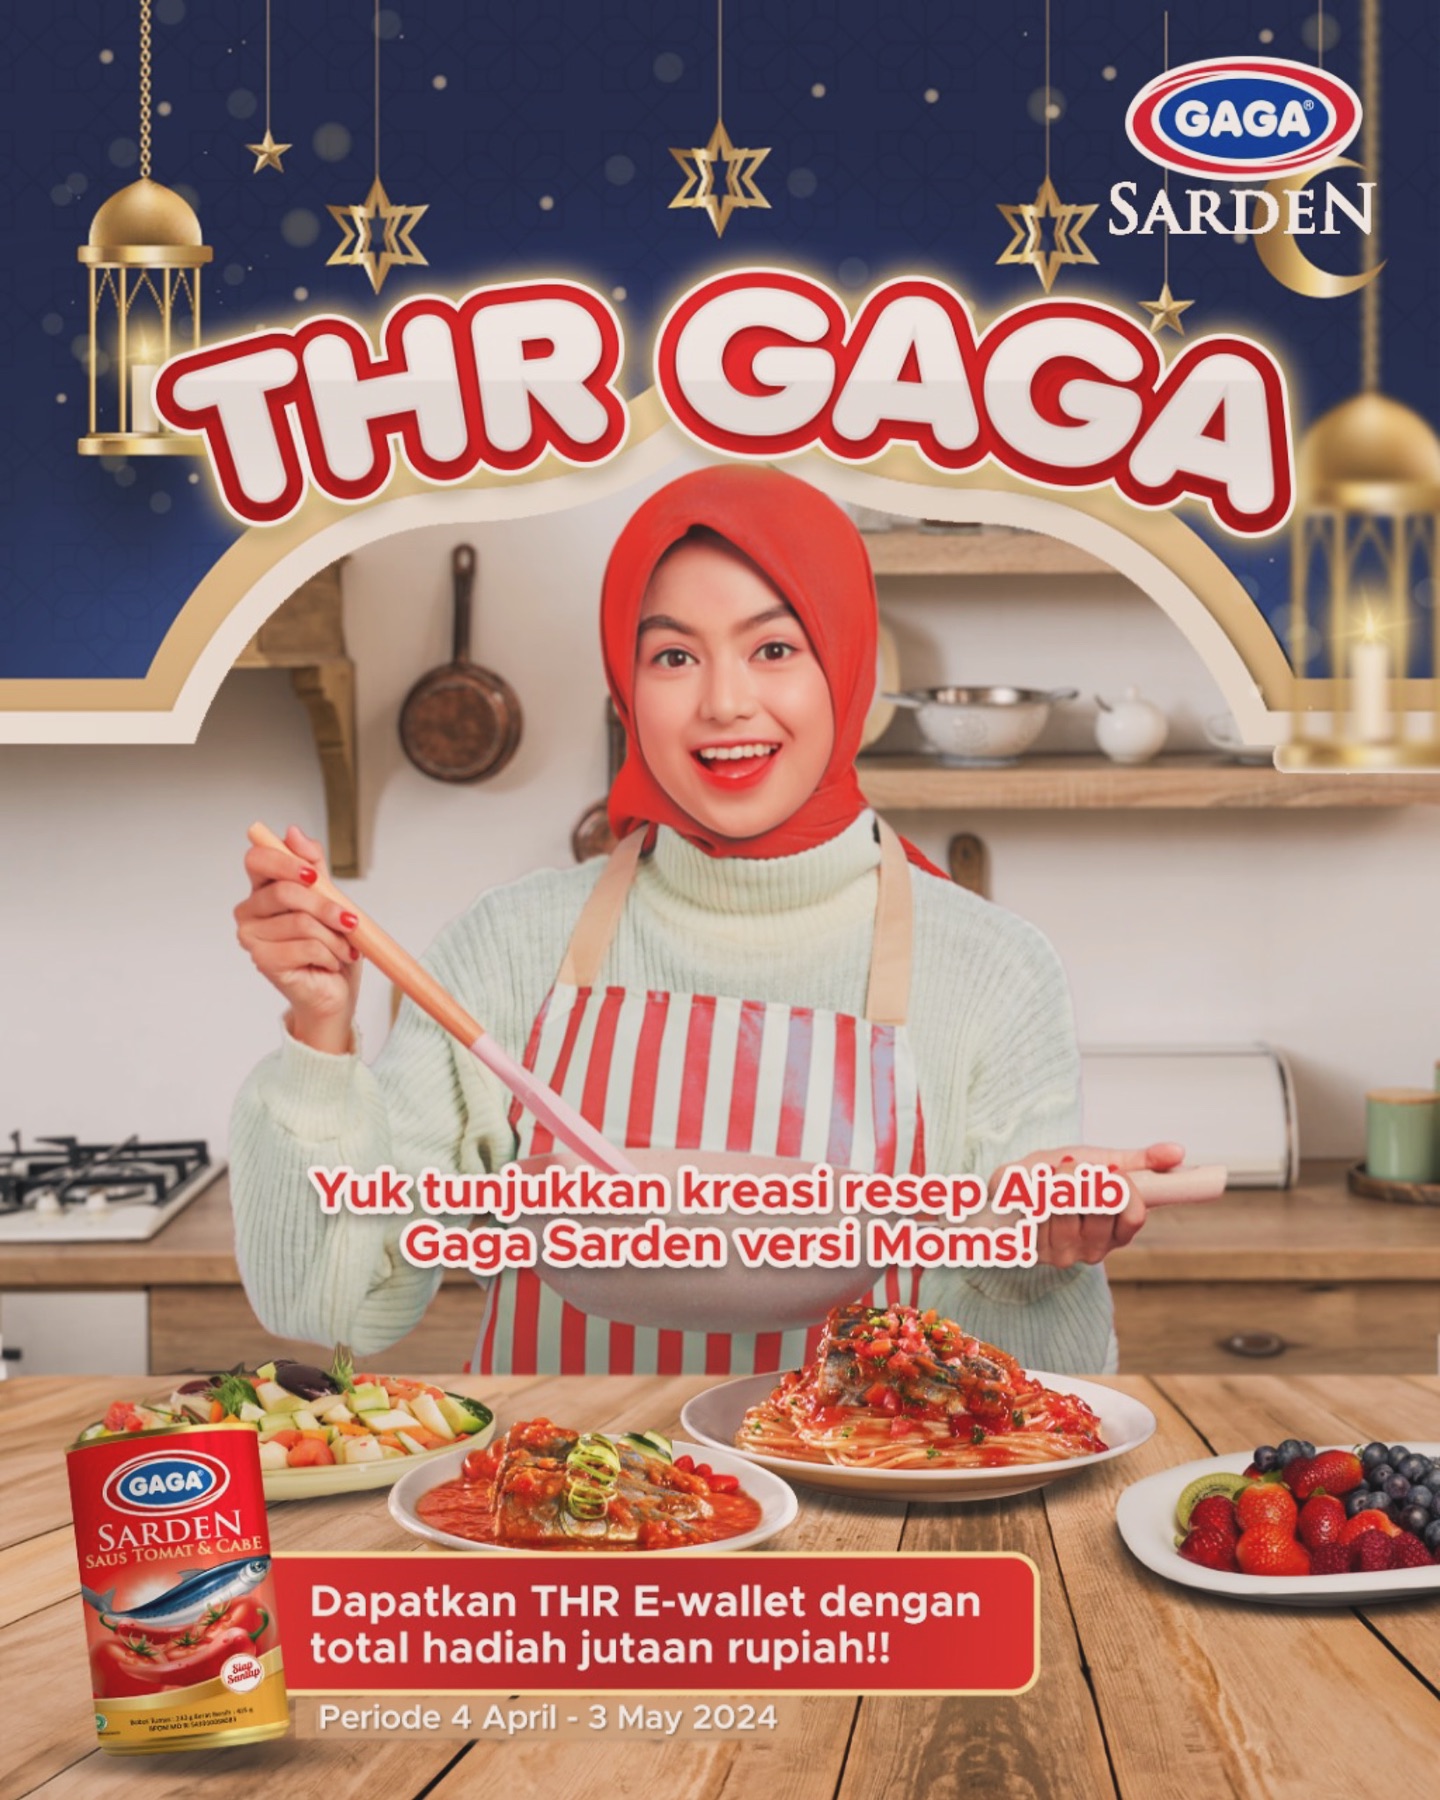 GAGA®
SARDEN
THR GAGA
Yuk tunjukkan kreasi resep Ajaib
Gaga Sarden versi Moms!
GAGA®
SARDEN
SAUS TOMAT & CABE
Siap
Santap
Dapatkan THR E-wallet dengan
total hadiah jutaan rupiah!!
Periode 4 April - 3 May 2024